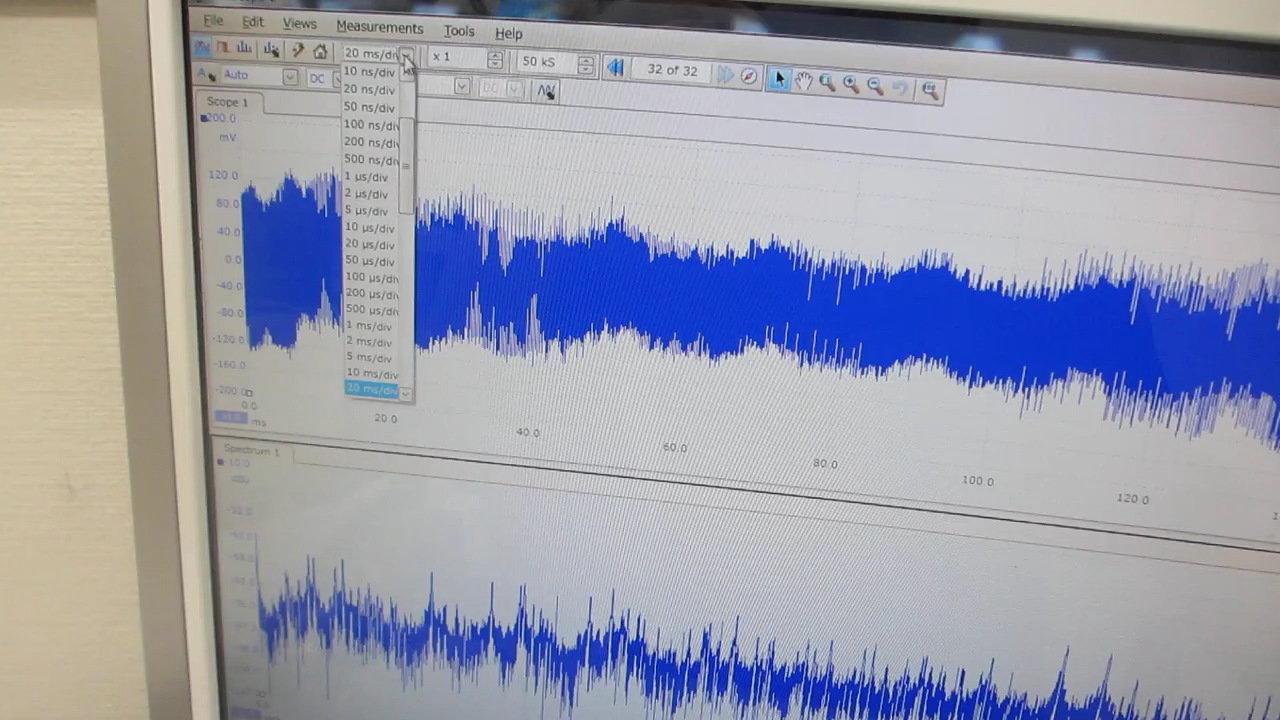 File Edit Views Measurements Tools Help
20 ms/div x 1 50 kS 32 of 32
Auto DC
Scope 1
200.0
mV
120.0
80.0
40.0
0.0
-40.0
-80.0
-120.0
-160.0
-200.0
10 ns/div
20 ns/div
50 ns/div
100 ns/div
200 ns/div
500 ns/div
1 µs/div
2 µs/div
5 µs/div
10 µs/div
20 µs/div
50 µs/div
100 µs/div
200 µs/div
500 µs/div
1 ms/div
2 ms/div
5 ms/div
10 ms/div
20 ms/div
0.0 20.0 40.0 60.0 80.0 100.0 120.0
ms
Spectrum 1